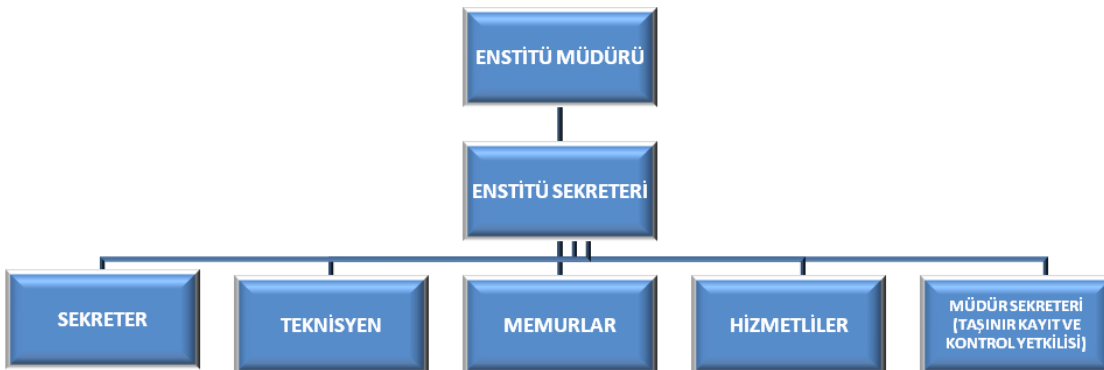 ENSTİTÜ MÜDÜRÜ
ENSTİTÜ SEKRETERİ
SEKRETER
TEKNİSYEN
MEMURLAR
HİZMETLİLER
MÜDÜR SEKRETERİ
(TAŞINIR KAYIT VE
KONTROL YETKİLİSİ)